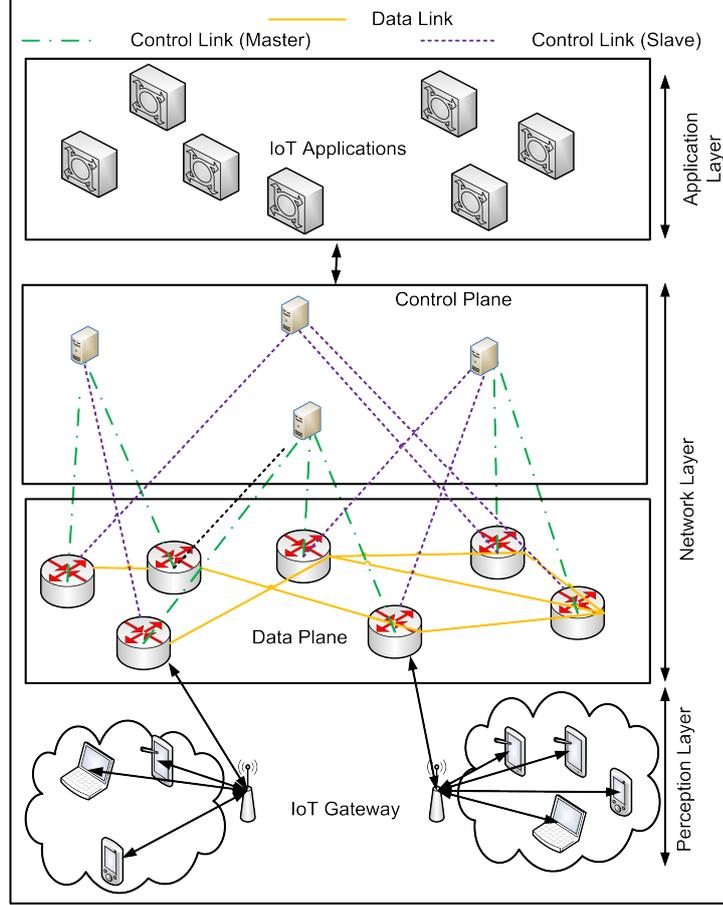 Data Link
Control Link (Master)
Control Link (Slave)
IoT Applications
Application
Layer
Control Plane
Network Layer
Data Plane
IoT Gateway
Perception Layer